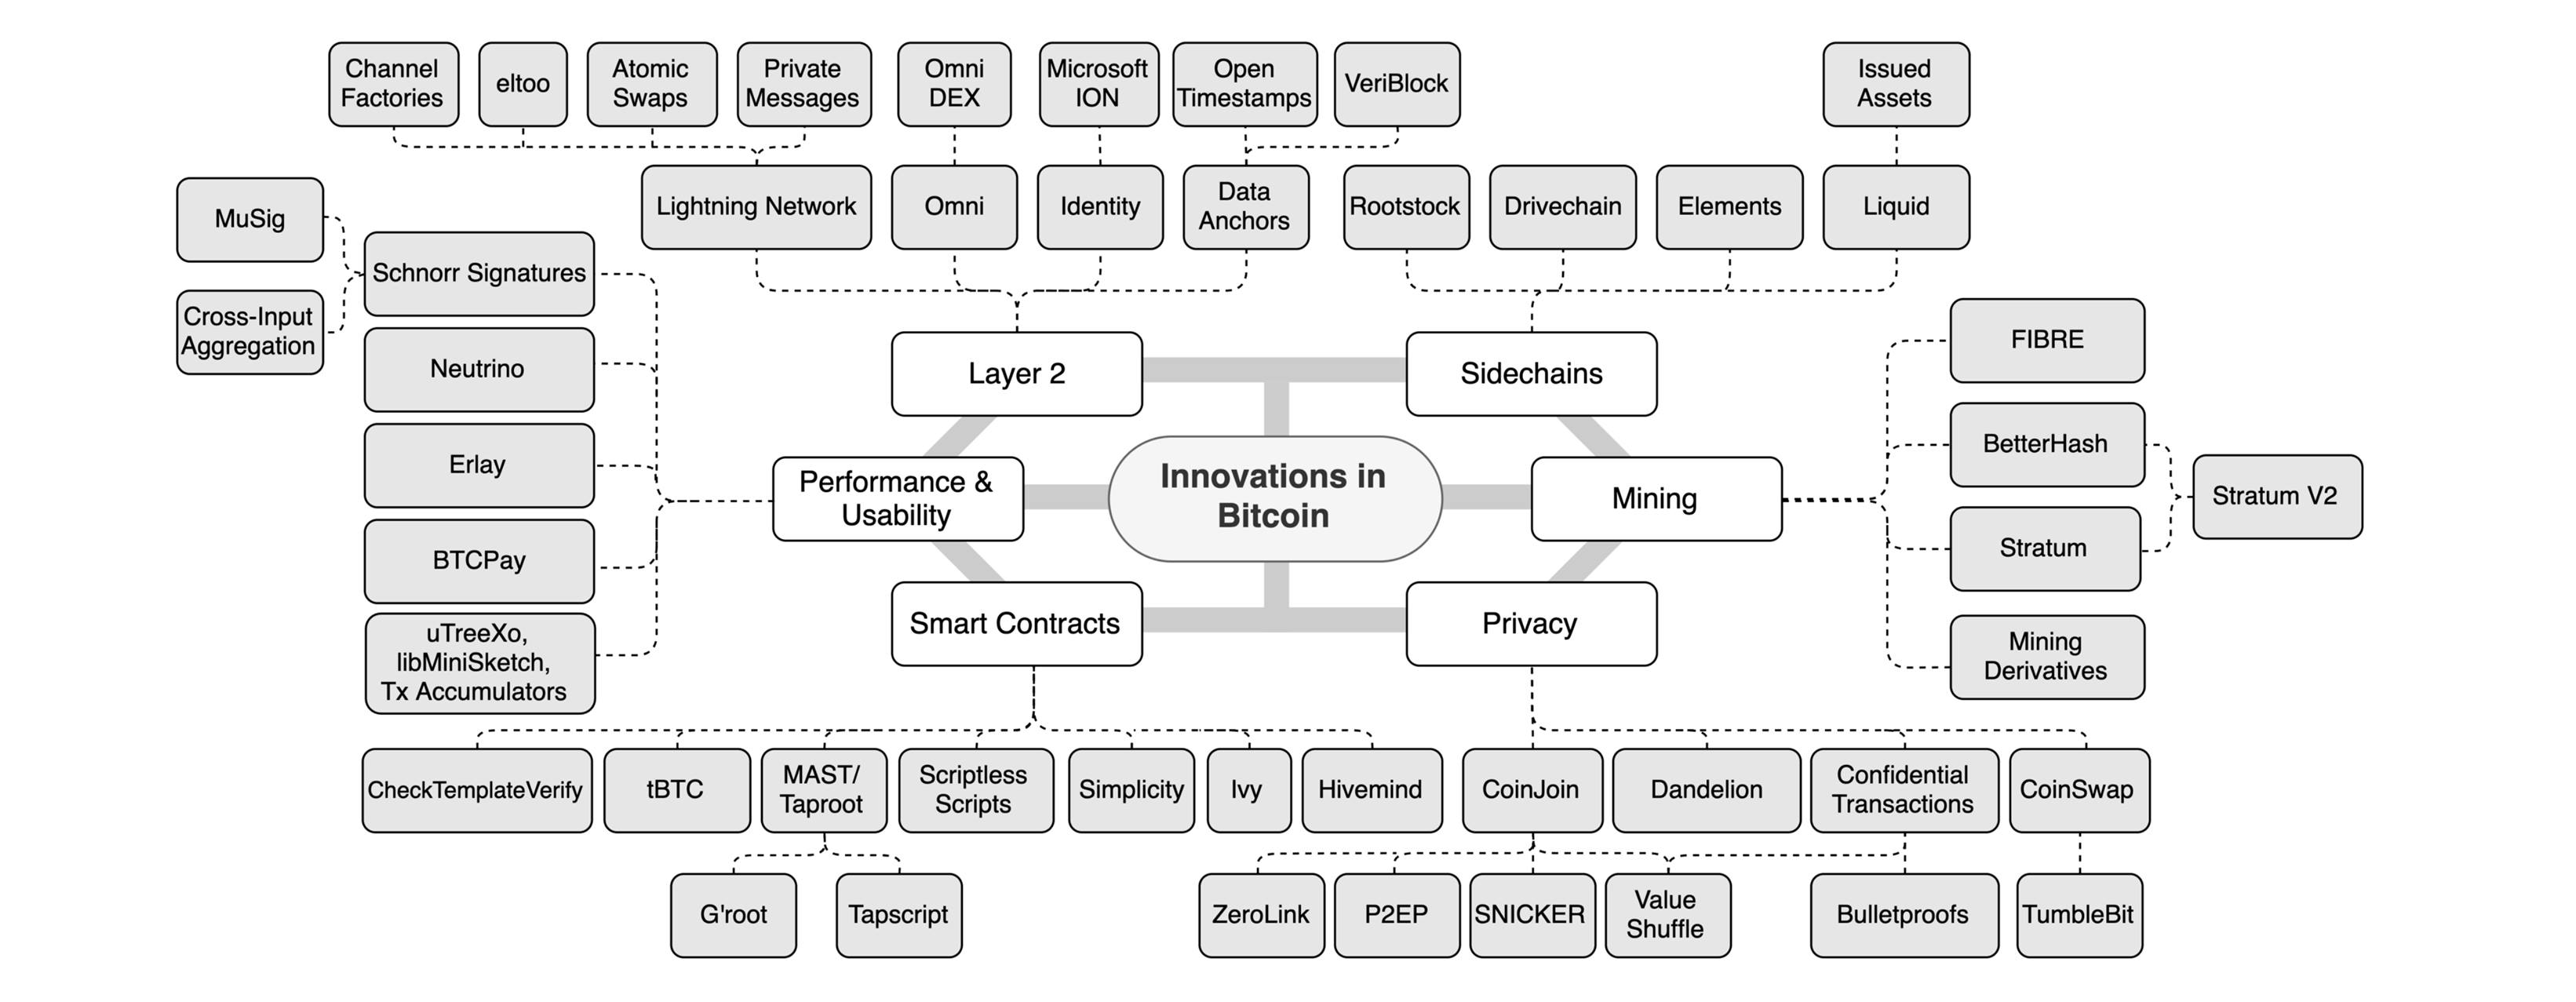 Channel
Factories
eltoo
Atomic
Swaps
Private
Messages
Omni
DEX
Microsoft
ION
Open
Timestamps
VeriBlock
Issued
Assets
Lightning Network
Omni
Identity
Data
Anchors
Rootstock
Drivechain
Elements
Liquid
MuSig
Cross-Input
Aggregation
Schnorr Signatures
Neutrino
Erlay
BTCPay
uTreeXo,
libMiniSketch,
Tx Accumulators
Layer 2
Sidechains
Performance &
Usability
Innovations in
Bitcoin
Mining
Smart Contracts
Privacy
FIBRE
BetterHash
Stratum
Mining
Derivatives
Stratum V2
CheckTemplateVerify
tBTC
MAST/
Taproot
Scriptless
Scripts
Simplicity
Ivy
Hivemind
CoinJoin
Dandelion
Confidential
Transactions
CoinSwap
G'root
Tapscript
ZeroLink
P2EP
SNICKER
Value
Shuffle
Bulletproofs
TumbleBit